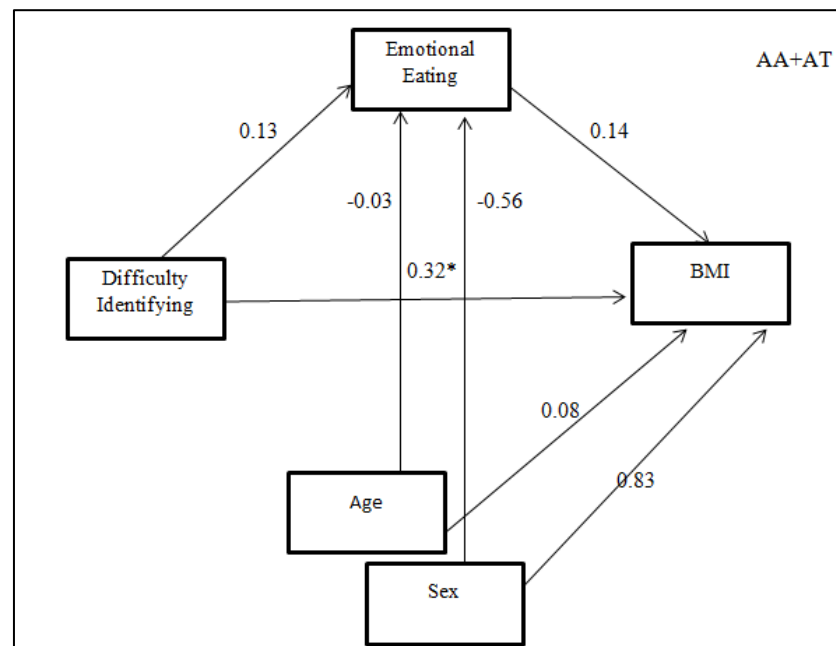 Emotional
Eating
AA+AT
0.13
0.14
-0.03
-0.56
Difficulty
Identifying
0.32*
BMI
0.08
0.83
Age
Sex